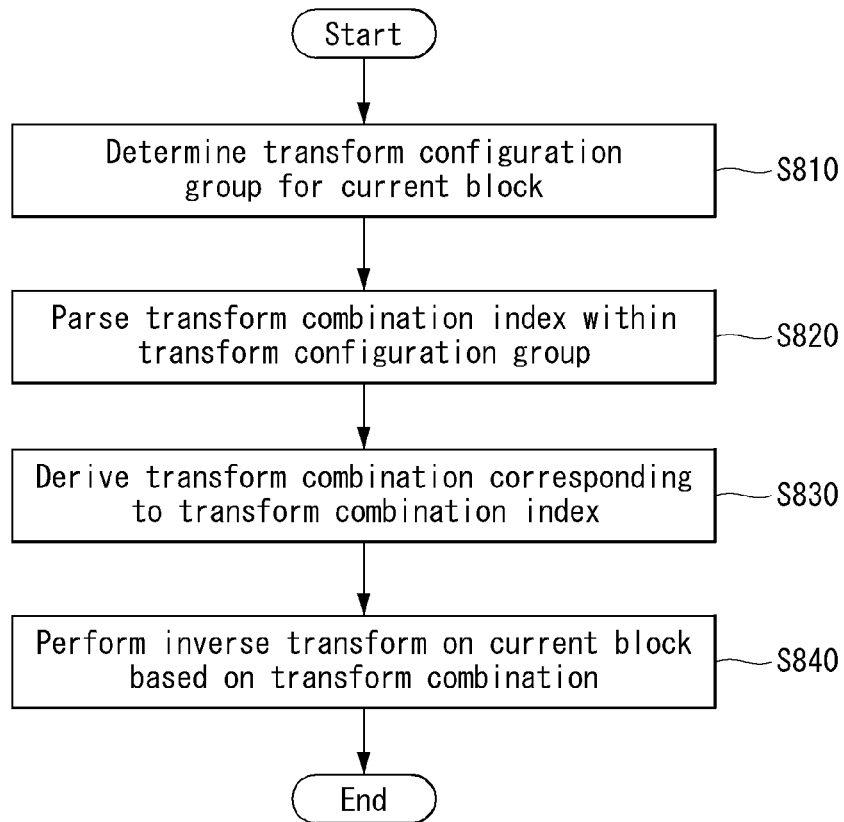 Start
Determine transform configuration
group for current block
S810
Parse transform combination index within
transform configuration group
S820
Derive transform combination corresponding
to transform combination index
S830
Perform inverse transform on current block
based on transform combination
S840
End